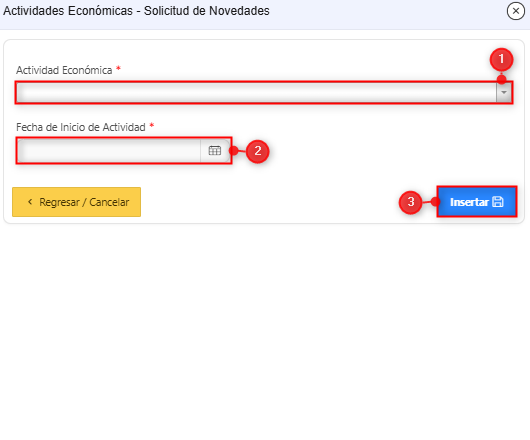 Actividades Económicas - Solicitud de Novedades
1
Actividad Económica *
Fecha de Inicio de Actividad *
2
Regresar / Cancelar
3
Insertar